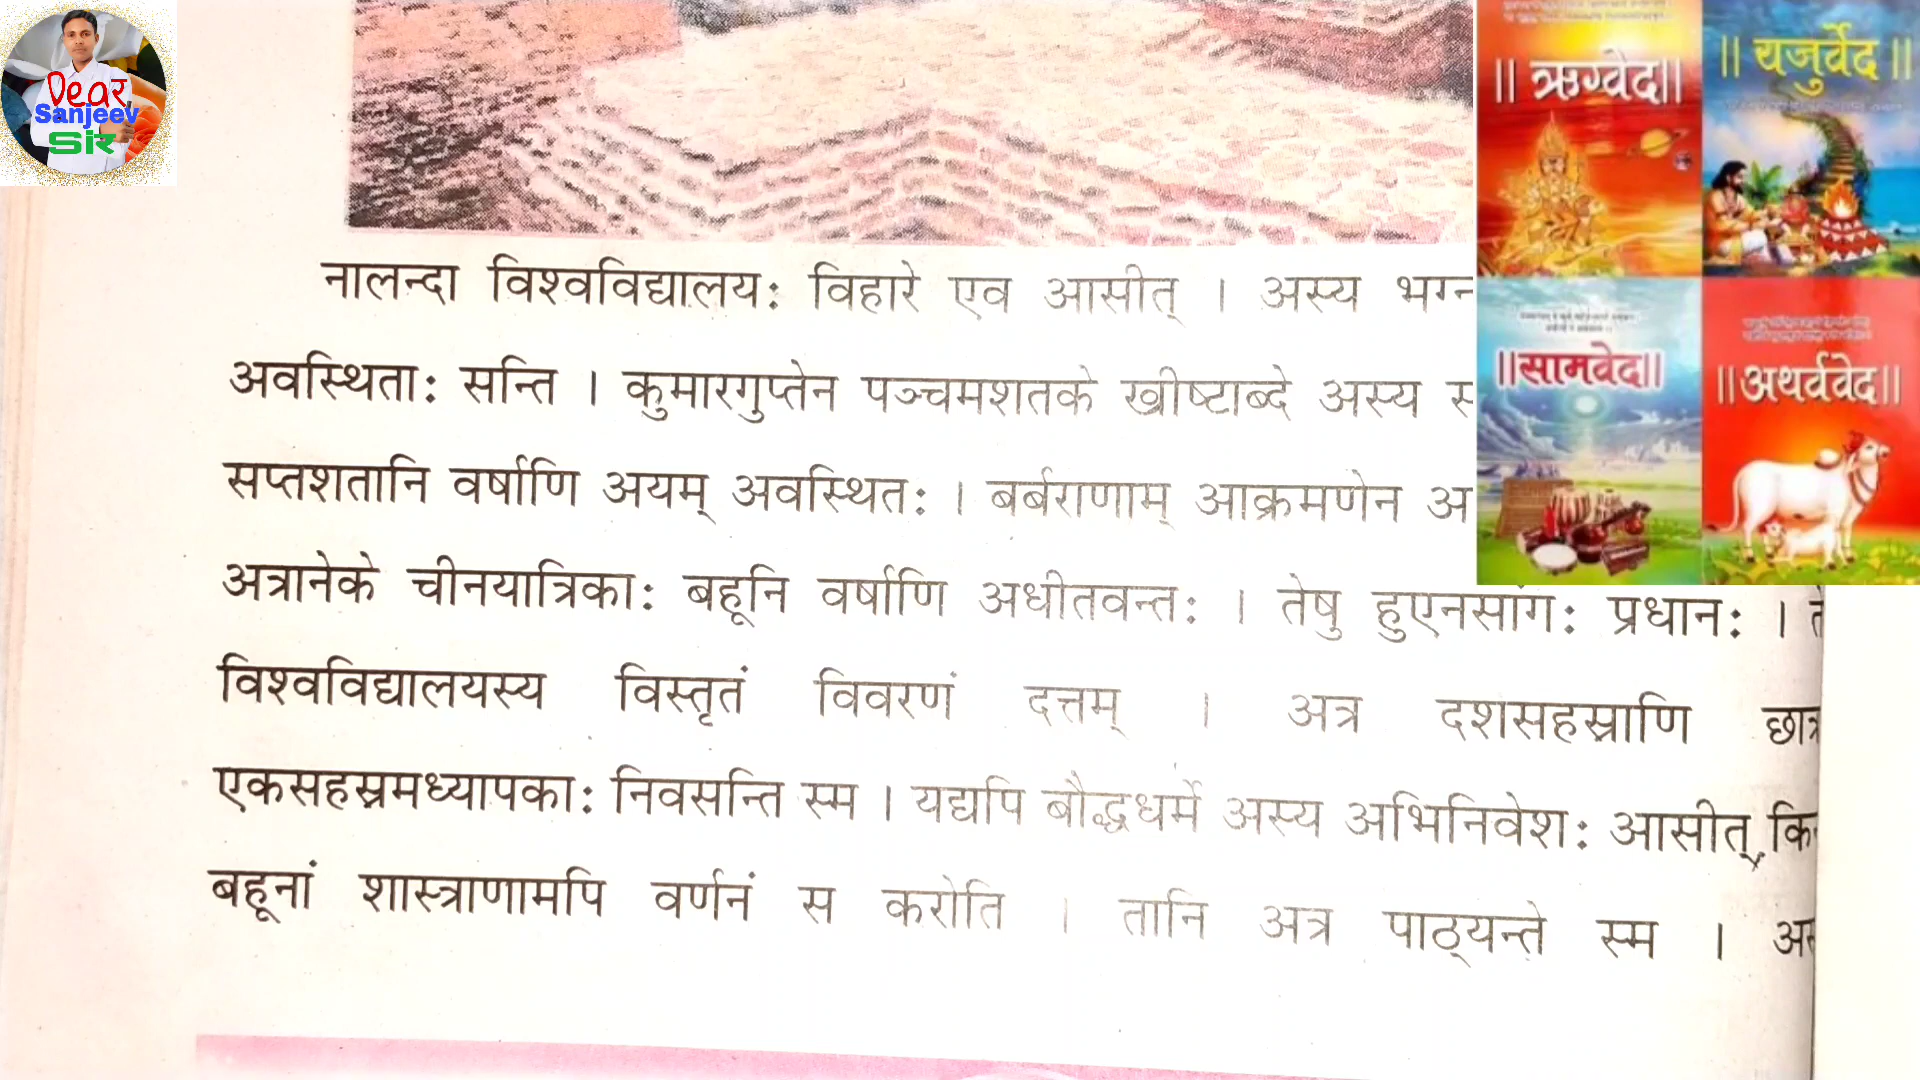 Dear
Sanjeev
SIR
|| ऋग्वेद||
|| यजुर्वेद ||
||सामवेद||
||अथर्ववेद||
नालन्दा विश्वविद्यालय: विहारे एव आसीत् । अस्य भग्न
अवस्थिता: सन्ति । कुमारगुप्तेन पञ्चमशतके ख्रीष्टाब्दे अस्य
सप्तशतानि वर्षाणि अयम् अवस्थित: । बर्बराणाम् आक्रमणेन अ
अत्रानेके चीनयात्रिका: बहूनि वर्षाणि अधीतवन्त: । तेषु हुएनसांग: प्रधान: ।
विश्वविद्यालयस्य विस्तृतं विवरणं दत्तम् । अत्र दशसहस्राणि छात्र
एकसहस्रमध्यापका: निवसन्ति स्म । यद्यपि बौद्धधर्मे अस्य अभिनिवेश: आसीत्, कि
बहूनां शास्त्राणामपि वर्णनं स करोति । तानि अत्र पाठ्यन्ते स्म ।